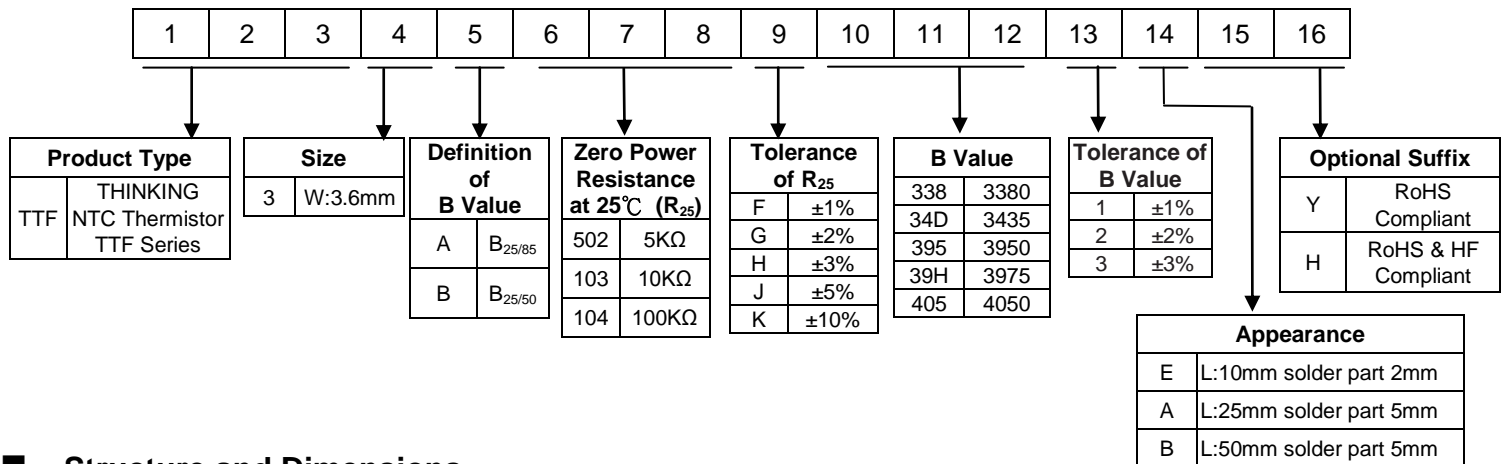 1 2 3 4 5 6 7 8 9 10 11 12 13 14 15 16
Product Type
TTF
THINKING
NTC Thermistor
TTF Series
Size
3 W:3.6mm
Definition
of
B Value
A B25/85
B B25/50
Zero Power
Resistance
at 25℃ (R25)
502 5KΩ
103 10KΩ
104 100KΩ
Tolerance
of R25
F ±1%
G ±2%
H ±3%
J ±5%
K ±10%
B Value
338 3380
34D 3435
395 3950
39H 3975
405 4050
Tolerance of
B Value
1 ±1%
2 ±2%
3 ±3%
Optional Suffix
Y
RoHS
Compliant
H
RoHS & HF
Compliant
Appearance
E L:10mm solder part 2mm
A L:25mm solder part 5mm
B L:50mm solder part 5mm
Structure and Dimensions